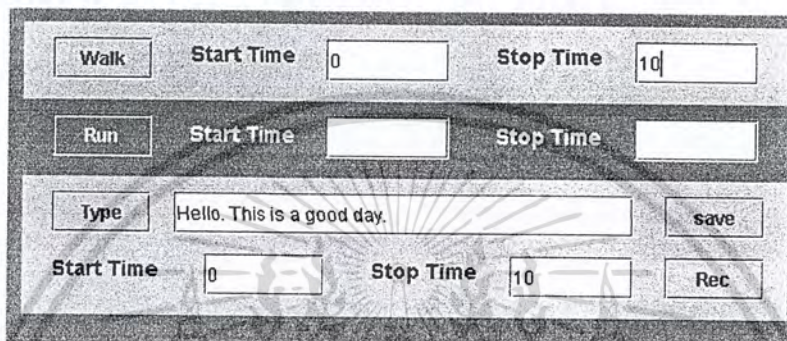 Walk Start Time 0 Stop Time 10
Run Start Time Stop Time
Type Hello. This is a good day. save
Start Time 0 Stop Time 10 Rec